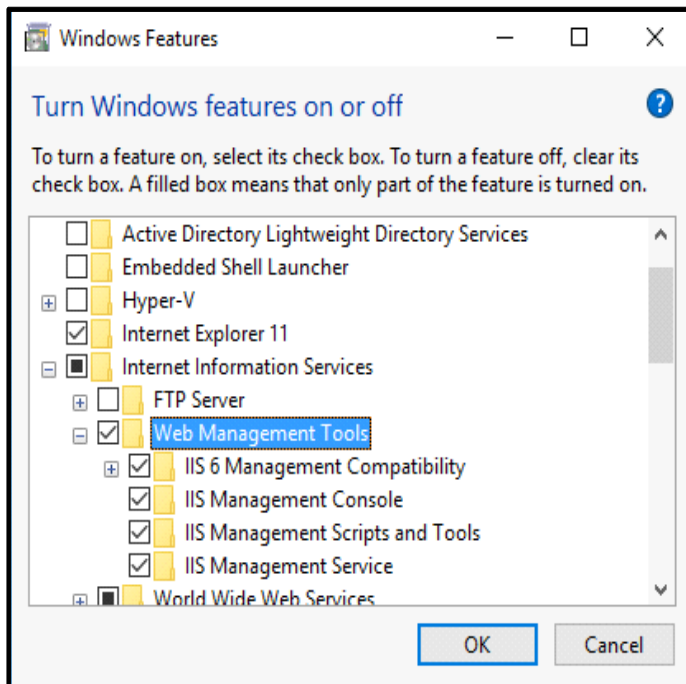 Windows Features
Turn Windows features on or off
?
To turn a feature on, select its check box. To turn a feature off, clear its
check box. A filled box means that only part of the feature is turned on.
Active Directory Lightweight Directory Services
Embedded Shell Launcher
Hyper-V
Internet Explorer 11
Internet Information Services
FTP Server
Web Management Tools
IIS 6 Management Compatibility
IIS Management Console
IIS Management Scripts and Tools
IIS Management Service
World Wide Web Services
OK Cancel